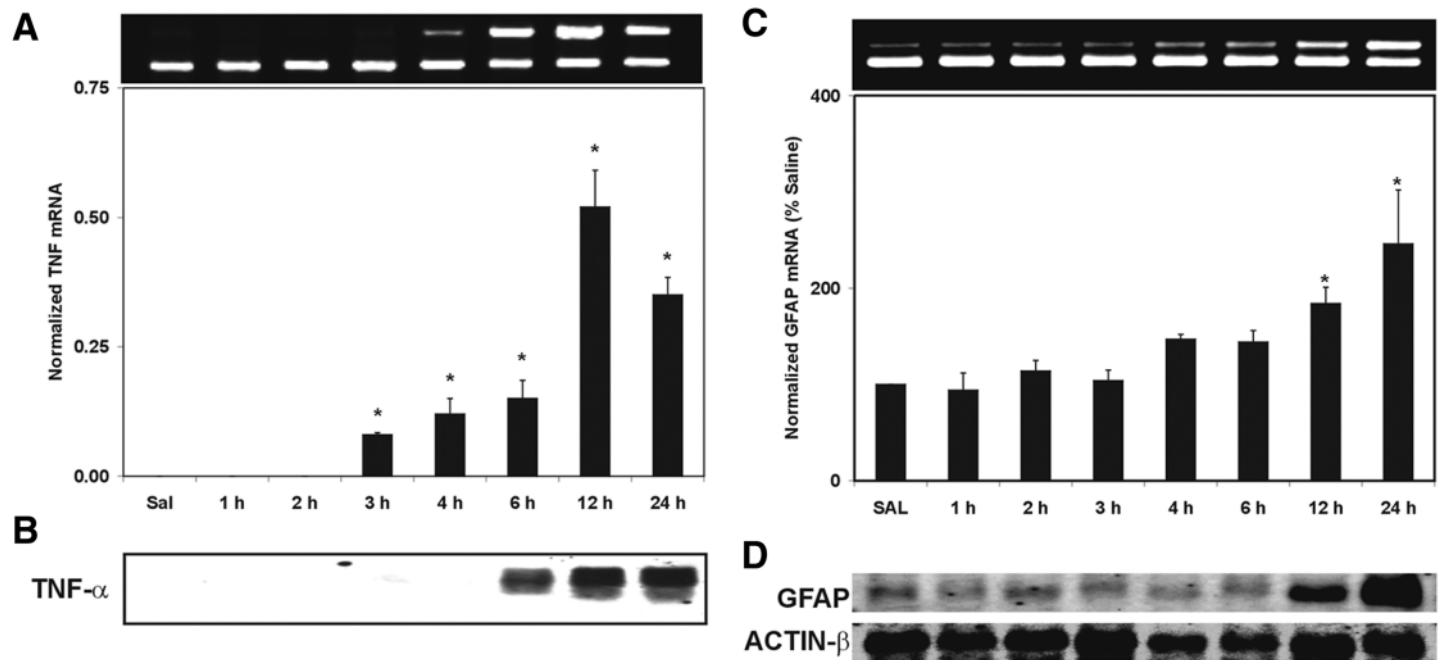 A
0.75
0.50
0.25
0.00
Normalized TNF mRNA
*
*
*
*
*
Sal 1 h 2 h 3 h 4 h 6 h 12 h 24 h
B
TNF-α
C
400
200
0
Normalized GFAP mRNA (% Saline)
*
*
SAL 1 h 2 h 3 h 4 h 6 h 12 h 24 h
D
GFAP
ACTIN-β